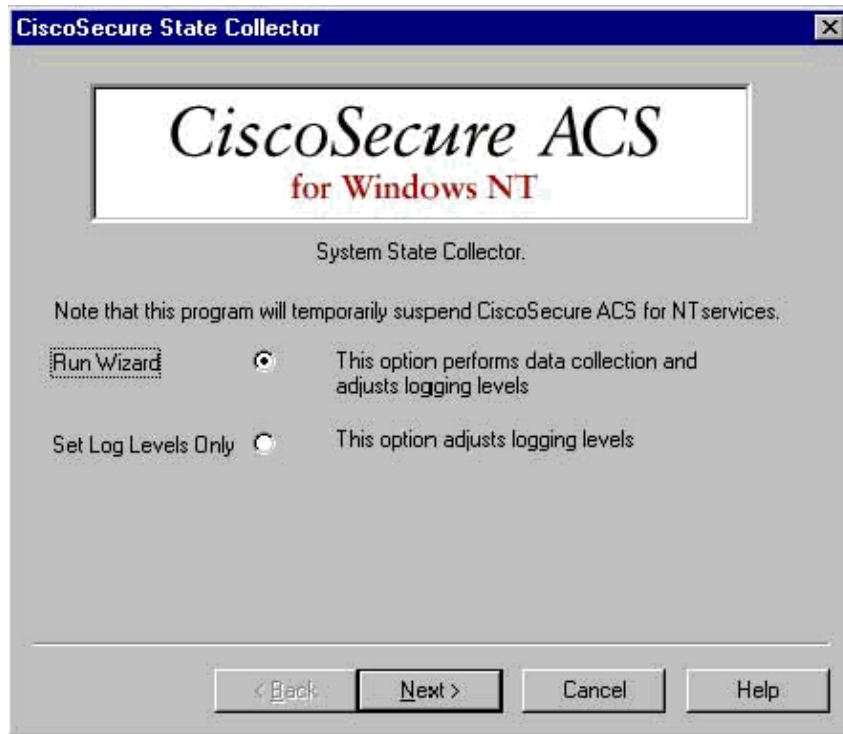 CiscoSecure State Collector
CiscoSecure ACS
for Windows NT
System State Collector.
Note that this program will temporarily suspend CiscoSecure ACS for NT services.
Run Wizard
This option performs data collection and
adjusts logging levels
Set Log Levels Only
This option adjusts logging levels
< Back
Next >
Cancel
Help